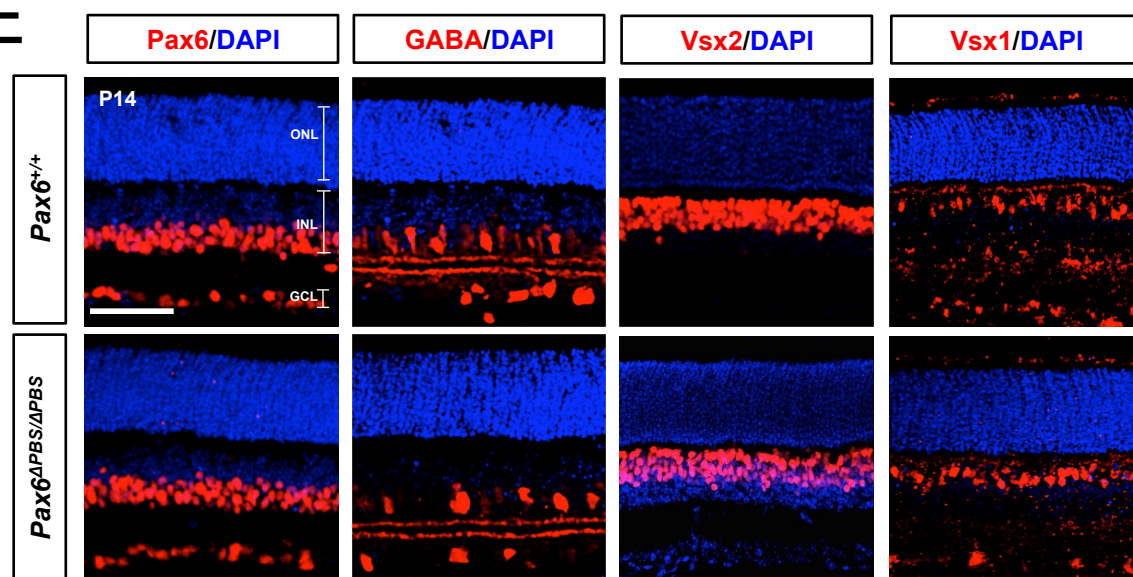 Pax6/DAPI
GABA/DAPI
Vsx2/DAPI
Vsx1/DAPI
Pax6+/+
P14
ONL
INL
GCL
Pax6ΔPBS/ΔPBS